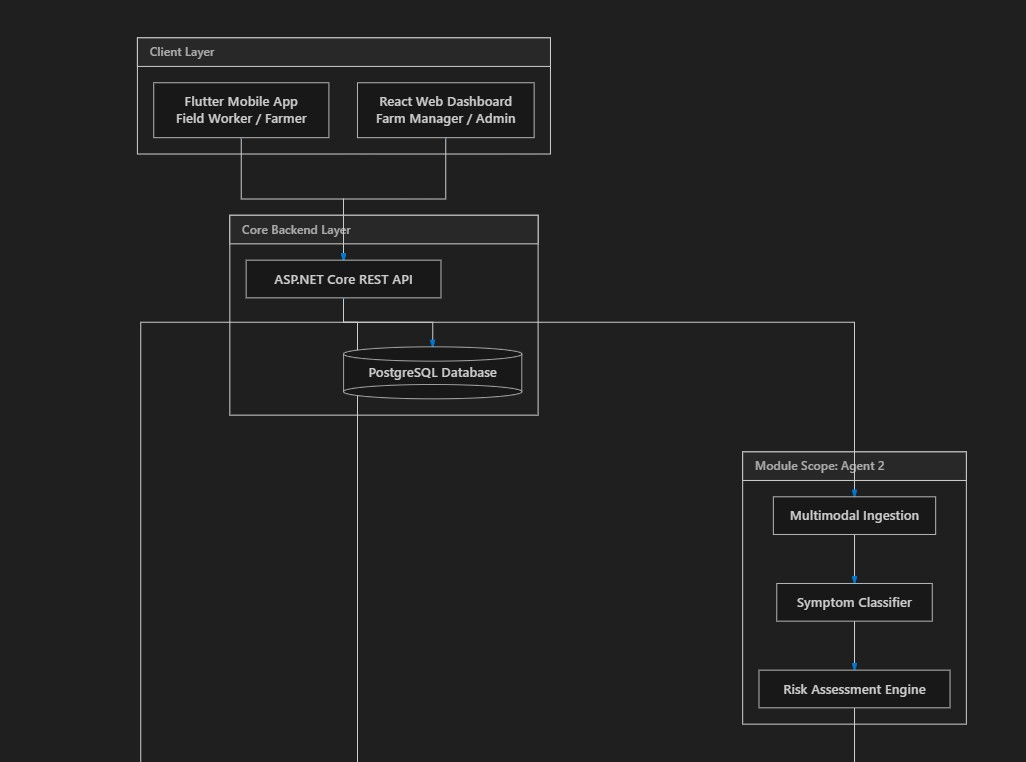 Client Layer
Flutter Mobile App
Field Worker / Farmer
React Web Dashboard
Farm Manager / Admin
Core Backend Layer
ASP.NET Core REST API
PostgreSQL Database
Module Scope: Agent 2
Multimodal Ingestion
Symptom Classifier
Risk Assessment Engine